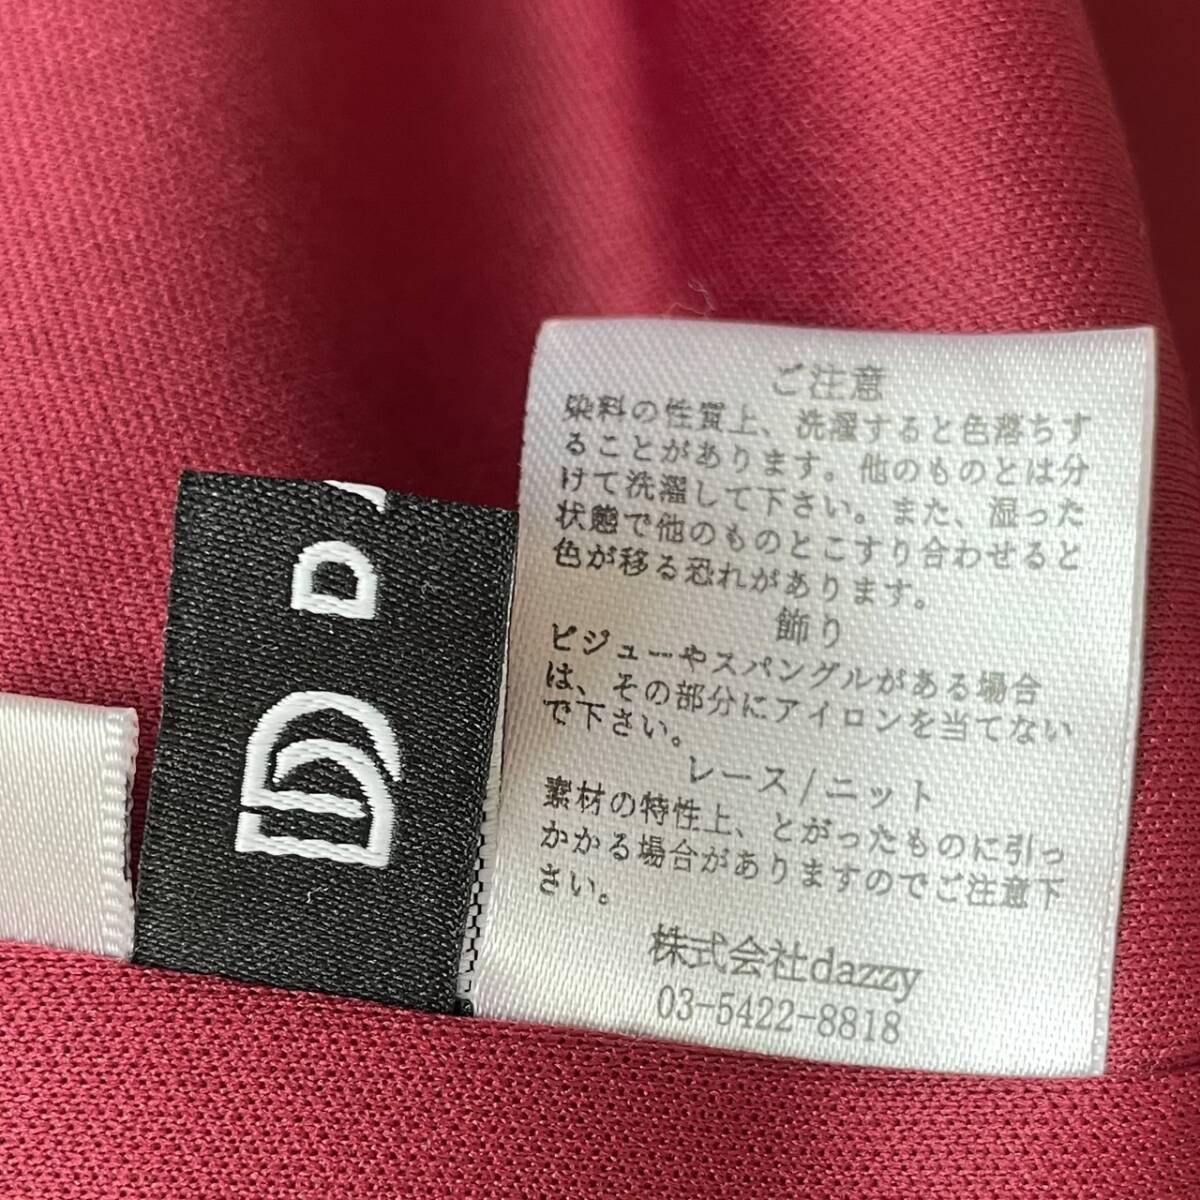 ご注意
染料の性質上、洗濯すると色落ちす
ることがあります。他のものとは分
けて洗濯して下さい。また、湿った
状態で他のものとこすり合わせると
色が移る恐れがあります。
飾り
ビジューやスパングルがある場合
は、その部分にアイロンを当てない
で下さい。
レース/ニット
素材の特性上、とがったものに引っ
かかる場合がありますのでご注意下
さい。
株式会社dazzy
03-5422-8818
D